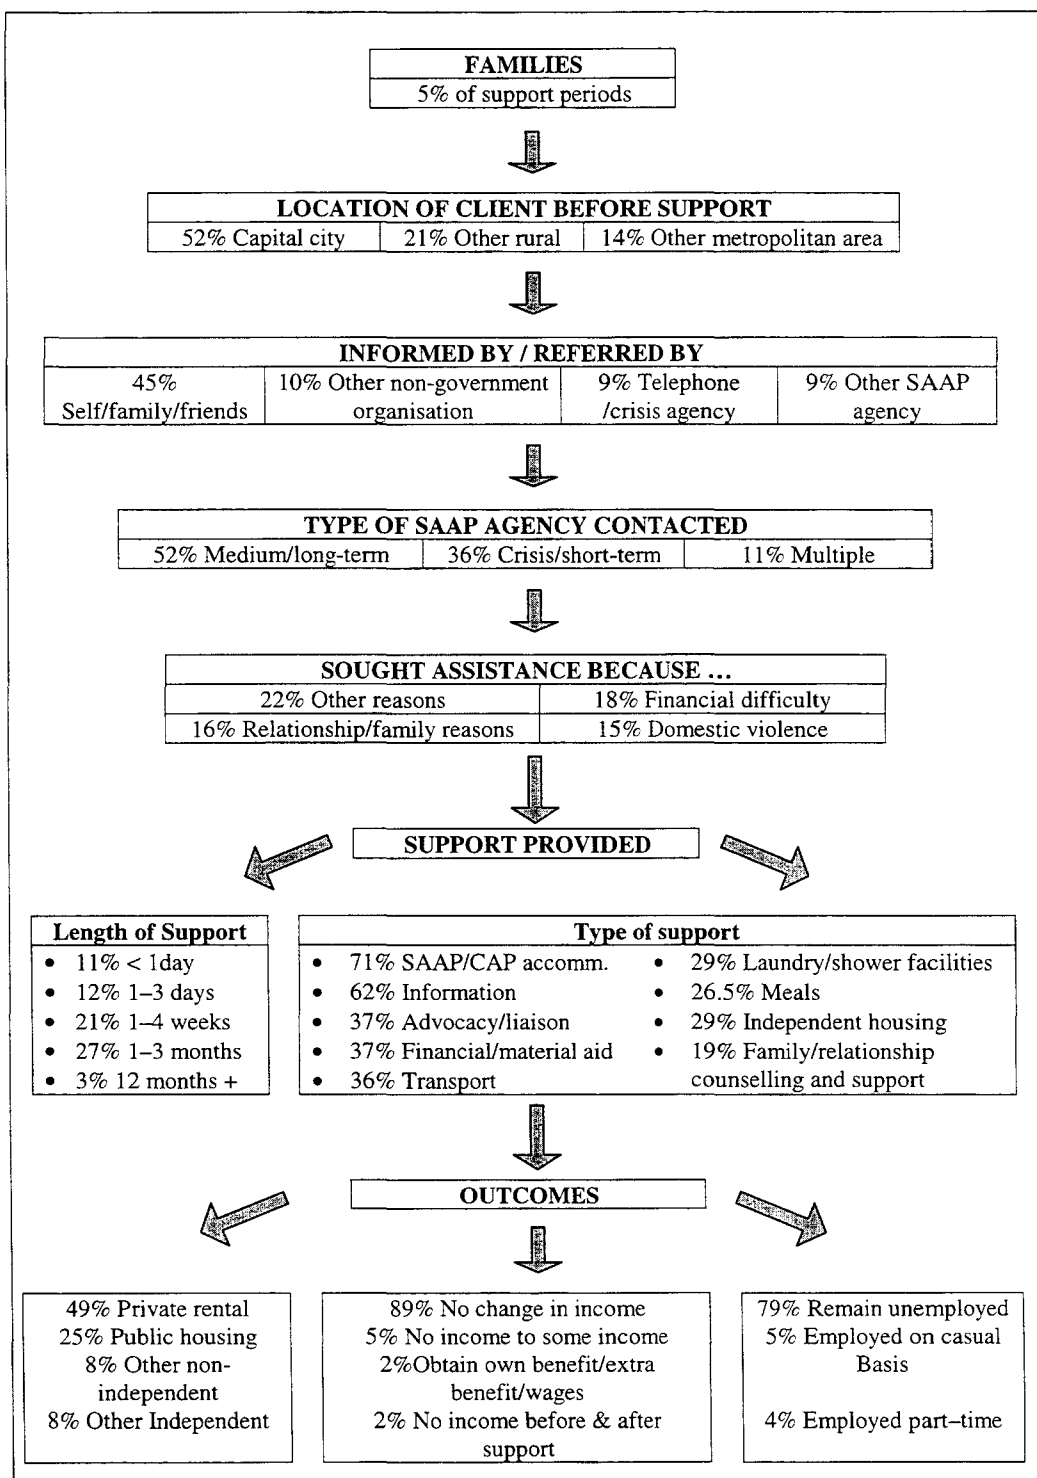 FAMILIES
5% of support periods
LOCATION OF CLIENT BEFORE SUPPORT
52% Capital city
21% Other rural
14% Other metropolitan area
INFORMED BY / REFERRED BY
45%
Self/family/friends
10% Other non-government
organisation
9% Telephone
/crisis agency
9% Other SAAP
agency
TYPE OF SAAP AGENCY CONTACTED
52% Medium/long-term
36% Crisis/short-term
11% Multiple
SOUGHT ASSISTANCE BECAUSE ...
22% Other reasons
18% Financial difficulty
16% Relationship/family reasons
15% Domestic violence
SUPPORT PROVIDED
Length of Support
• 11% < 1day
• 12% 1–3 days
• 21% 1–4 weeks
• 27% 1–3 months
• 3% 12 months +
Type of support
• 71% SAAP/CAP accomm.
• 62% Information
• 37% Advocacy/liaison
• 37% Financial/material aid
• 36% Transport
• 29% Laundry/shower facilities
• 26.5% Meals
• 29% Independent housing
• 19% Family/relationship
counselling and support
OUTCOMES
49% Private rental
25% Public housing
8% Other non-
independent
8% Other Independent
89% No change in income
5% No income to some income
2%Obtain own benefit/extra
benefit/wages
2% No income before & after
support
79% Remain unemployed
5% Employed on casual
Basis
4% Employed part–time